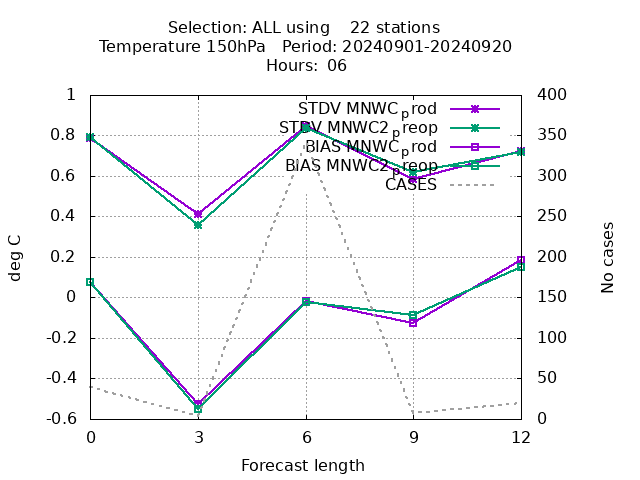 Selection: ALL using    22 stations
Temperature 150hPa   Period: 20240901-20240920
Hours: 06
1
0.8
0.6
0.4
0.2
0
-0.2
-0.4
-0.6
400
350
300
250
200
150
100
50
0
deg C
No cases
STDV MNWC_prod
STDV MNWC2_preop
BIAS MNWC_prod
BIAS MNWC2_preop
CASES
0 3 6 9 12
Forecast length